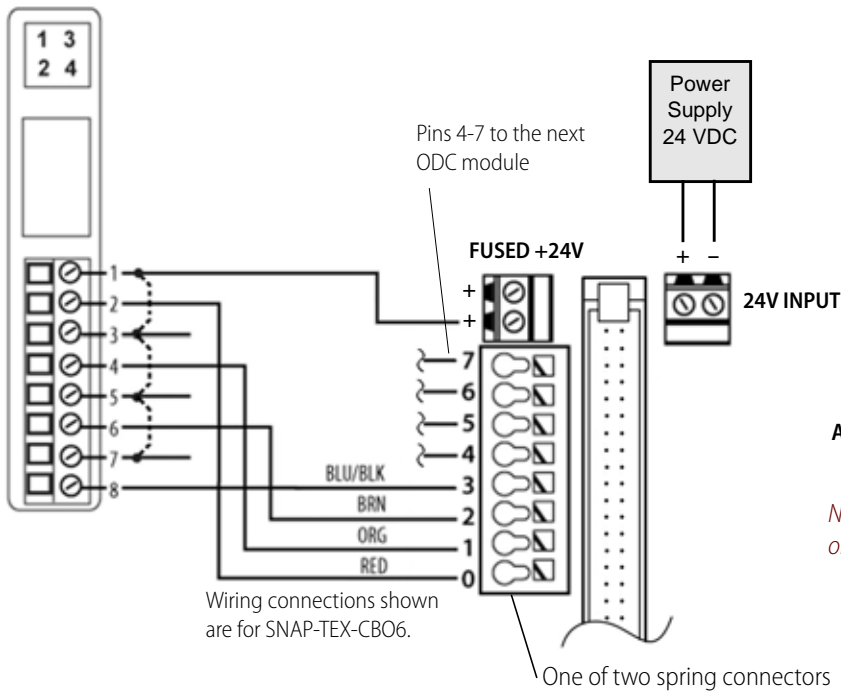 1 3
2 4
Power
Supply
24 VDC
Pins 4-7 to the next
ODC module
FUSED +24V
+ –
24V INPUT
+
+
1
2
3
4
5
6
7
8
7
6
5
4
3
2
1
0
BLU/BLK
BRN
ORG
RED
Wiring connections shown
are for SNAP-TEX-CBO6.
One of two spring connectors
A
N
o